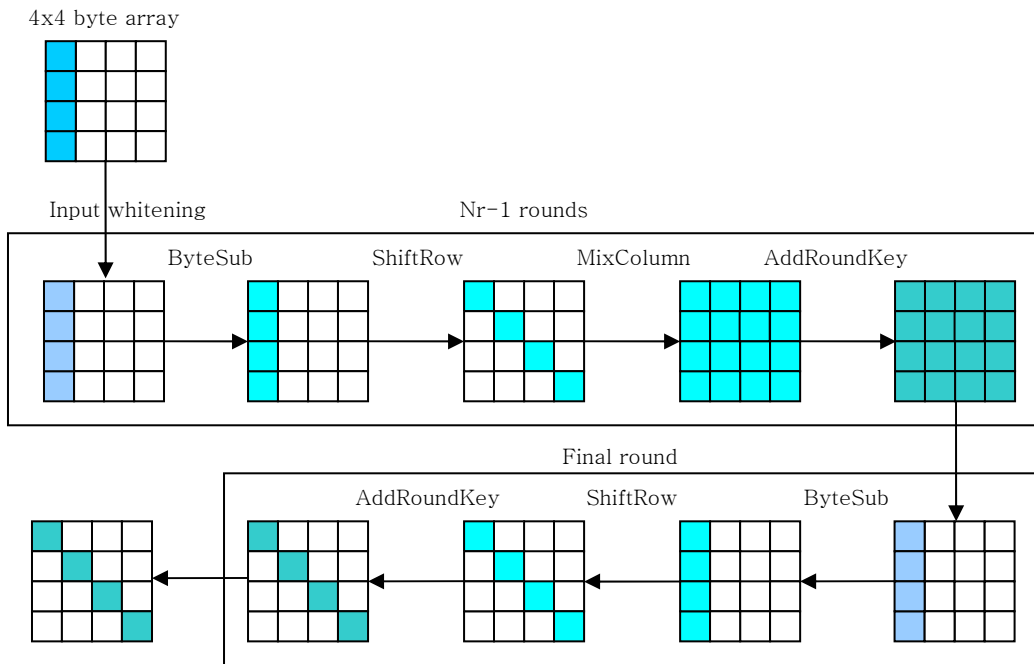 4x4 byte array
Input whitening
Nr-1 rounds
ByteSub
ShiftRow
MixColumn
AddRoundKey
Final round
AddRoundKey
ShiftRow
ByteSub